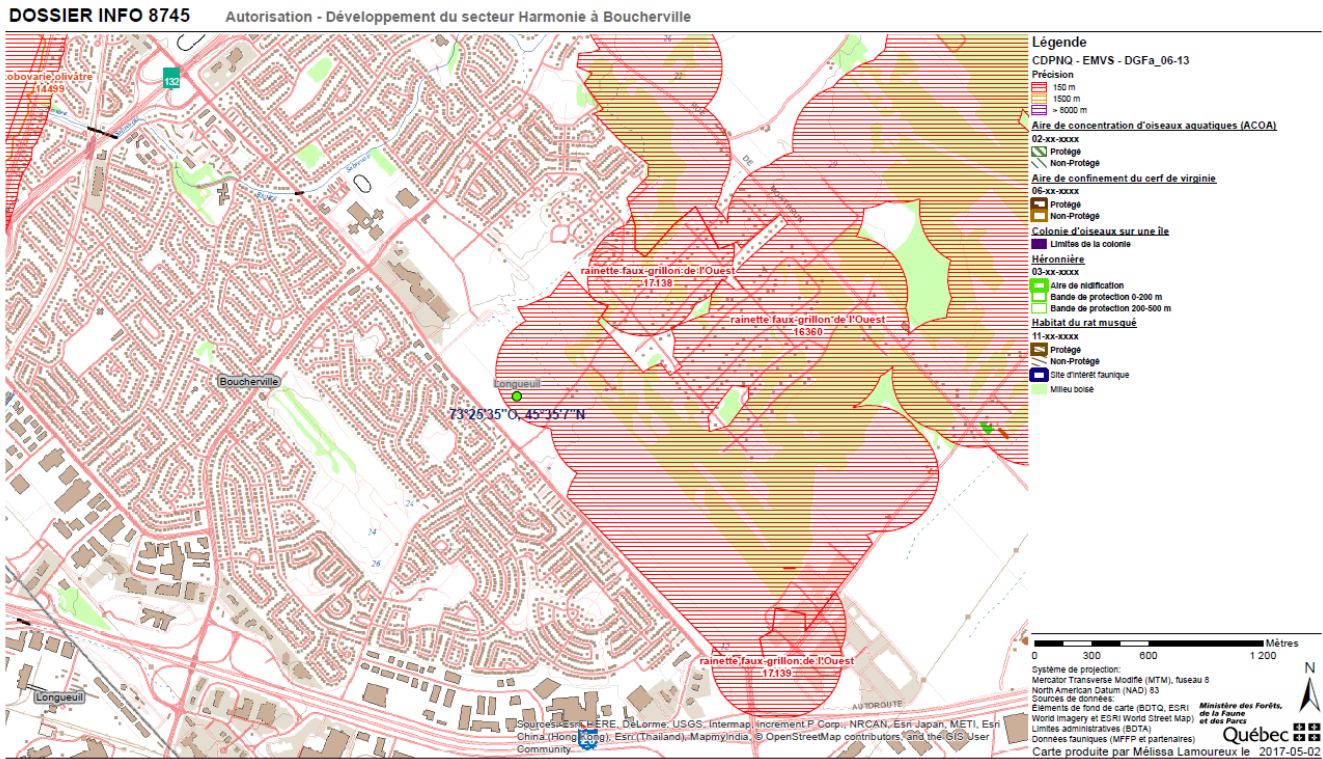 DOSSIER INFO 8745
Autorisation - Développement du secteur Harmonie à Boucherville
obovarie olivâtre
14499
132
26
22
20
RUE
DE
MONTBRUN
rainette faux-grillon de l'Ouest
17138
rainette faux-grillon de l'Ouest
16360
Boucherville
Longueuil
73°25'35"O, 45°35'7"N
24
24
26
rainette faux-grillon de l'Ouest
17139
AUTOROUTE
Longueuil
Sources: Esri, HERE, DeLorme, USGS, Intermap, increment P Corp., NRCAN, Esri Japan, METI, Esri
China (Hong Kong), Esri (Thailand), MapmyIndia, © OpenStreetMap contributors, and the GIS User
Community
Légende
CDPNQ - EMVS - DGFa_06-13
Précision
150 m
1500 m
> 8000 m
Aire de concentration d'oiseaux aquatiques (ACOA)
02-xx-xxxx
Protégé
Non-Protégé
Aire de confinement du cerf de virginie
06-xx-xxxx
Protégé
Non-Protégé
Colonie d'oiseaux sur une île
Limites de la colonie
Héronnière
03-xx-xxxx
Aire de nidification
Bande de protection 0-200 m
Bande de protection 200-500 m
Habitat du rat musqué
11-xx-xxxx
Protégé
Non-Protégé
Site d'intérêt faunique
Milieu boisé
Mètres
0 300 600 1 200
N
Système de projection:
Mercator Transverse Modifié (MTM), fuseau 8
North American Datum (NAD) 83
Sources de données:
Éléments de fond de carte (BDTQ, ESRI
World Imagery et ESRI World Street Map)
Limites administratives (BDTA)
Données fauniques (MFFP et partenaires)
Ministère des Forêts,
de la Faune
et des Parcs
Québec
Carte produite par Mélissa Lamoureux le 2017-05-02